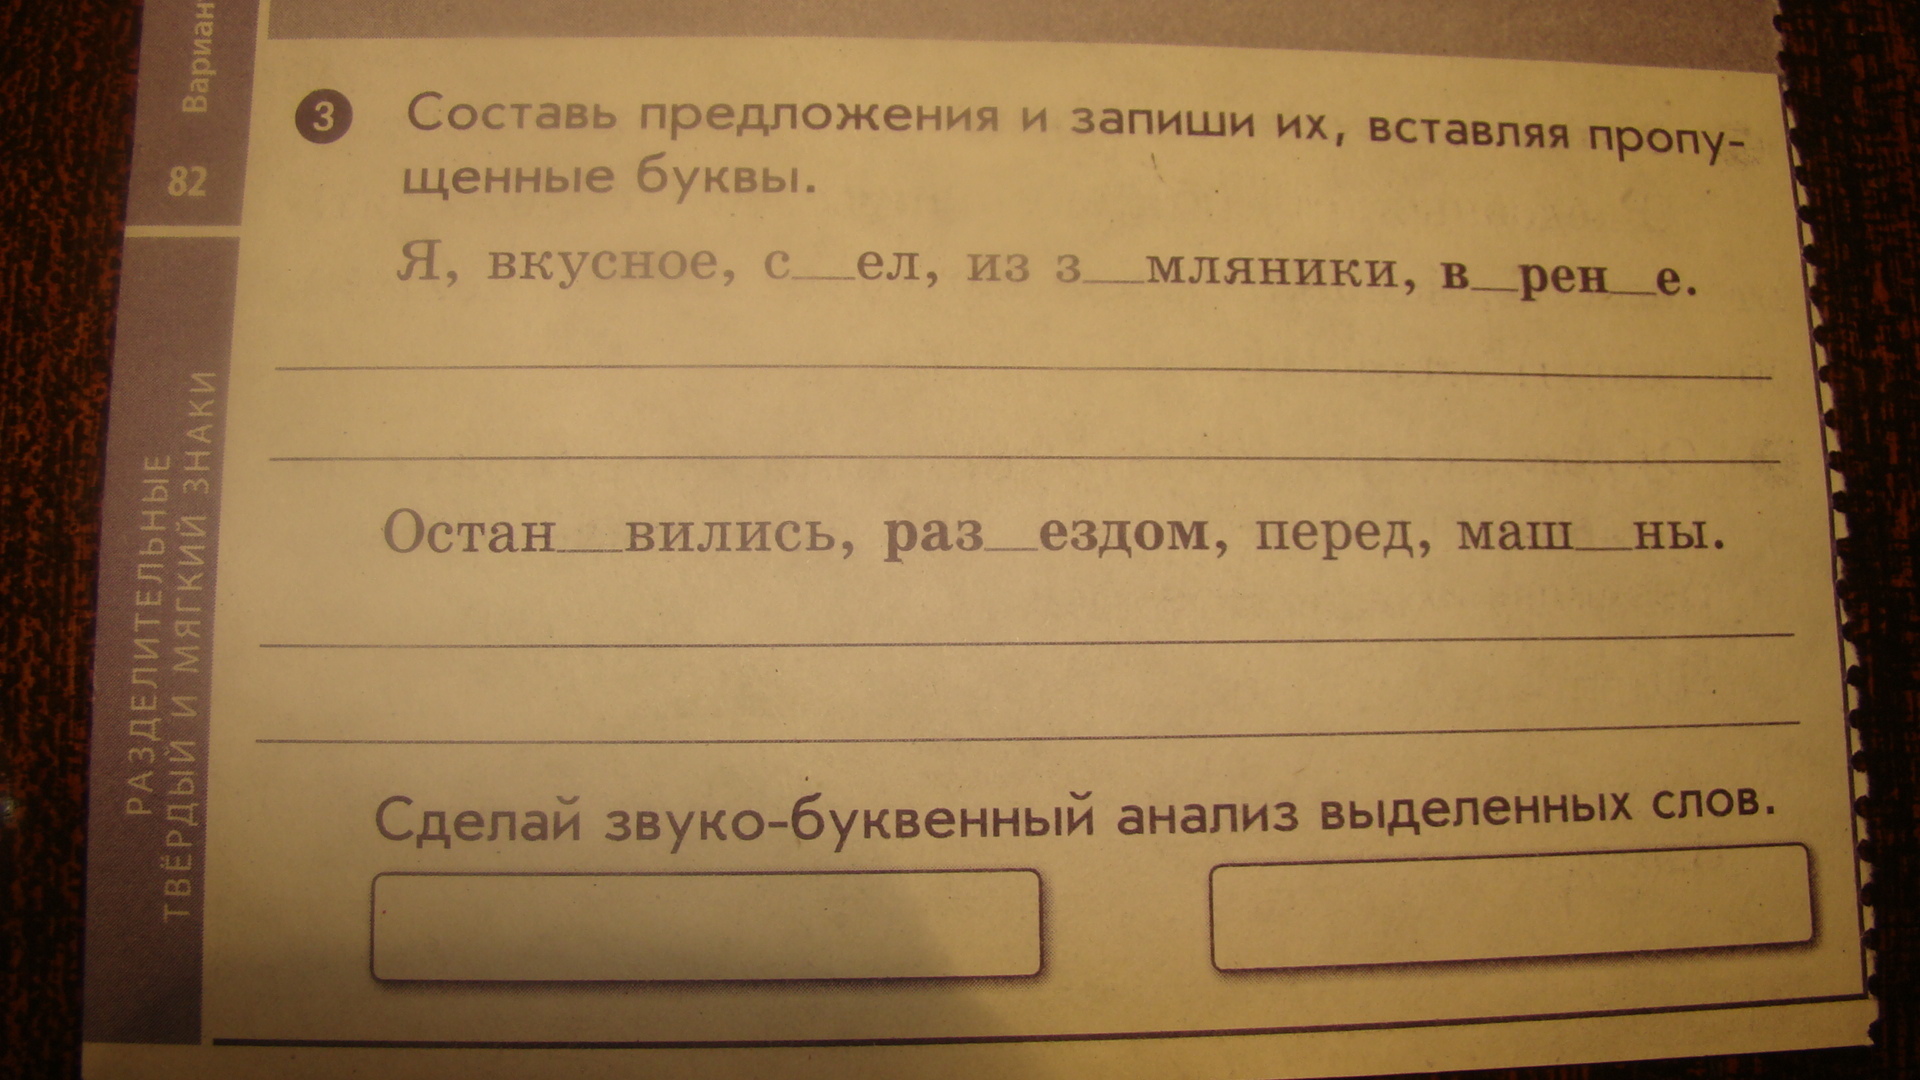 Вариан
82
РАЗДЕЛИТЕЛЬНЫЕ
ТВЁРДЫЙ И МЯГКИЙ ЗНАКИ
3 Составь предложения и запиши их, вставляя пропу-
щенные буквы.
Я, вкусное, с__ел, из з__мляники, в__рен__е.
Остан__вились, раз__ездом, перед, маш__ны.
Сделай звуко-буквенный анализ выделенных слов.